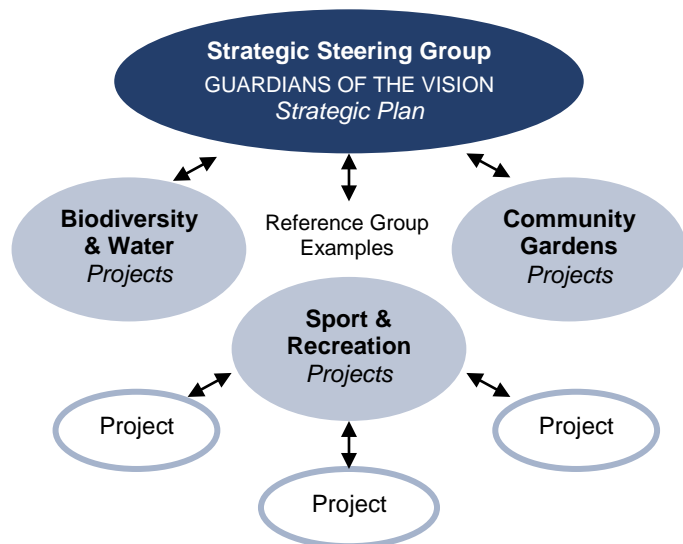 Strategic Steering Group
GUARDIANS OF THE VISION
Strategic Plan
Biodiversity
& Water
Projects
Reference Group
Examples
Community
Gardens
Projects
Sport &
Recreation
Projects
Project
Project
Project